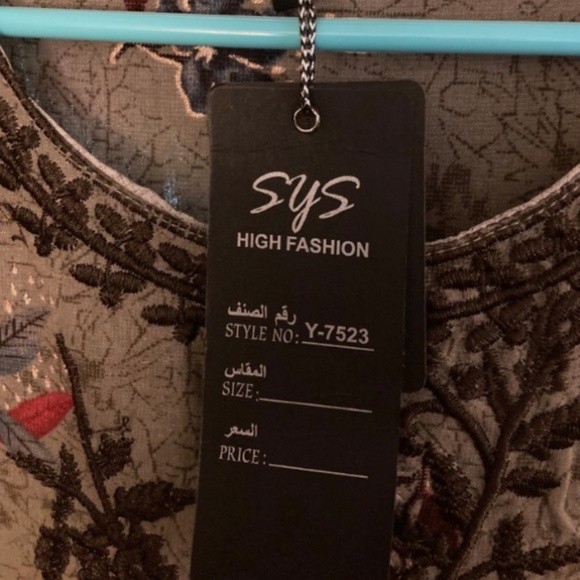 SYS
HIGH FASHION
رقم الصنف
STYLE NO: Y-7523
المقاس
SIZE:
السعر
PRICE: